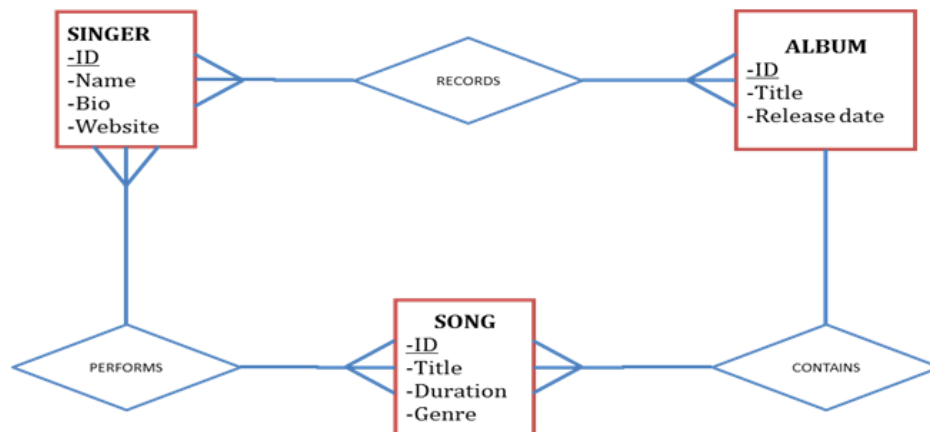 SINGER
-ID
-Name
-Bio
-Website
RECORDS
ALBUM
-ID
-Title
-Release date
PERFORMS
SONG
-ID
-Title
-Duration
-Genre
CONTAINS